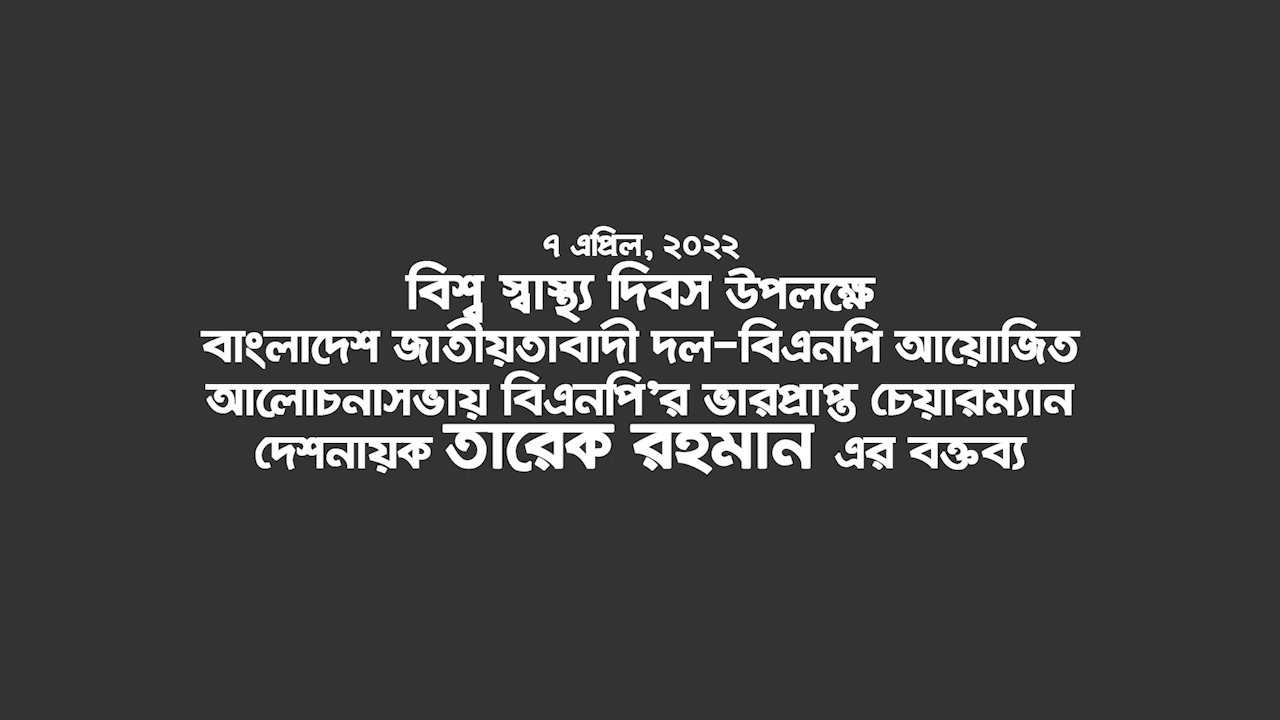 ৭ এপ্রিল, ২০২২
বিশ্ব স্বাস্থ্য দিবস উপলক্ষে
বাংলাদেশ জাতীয়তাবাদী দল-বিএনপি আয়োজিত
আলোচনাসভায় বিএনপি’র ভারপ্রাপ্ত চেয়ারম্যান
দেশনায়ক তারেক রহমান এর বক্তব্য